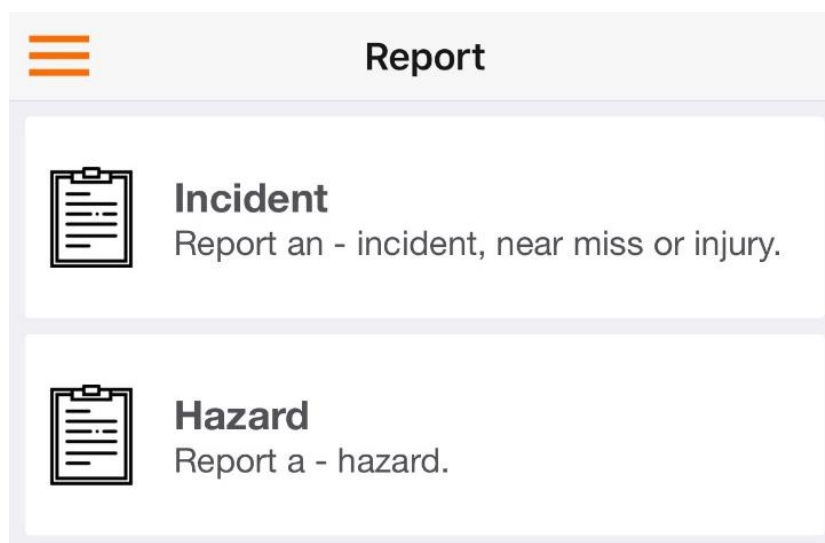 Report
Incident
Report an - incident, near miss or injury.
Hazard
Report a - hazard.